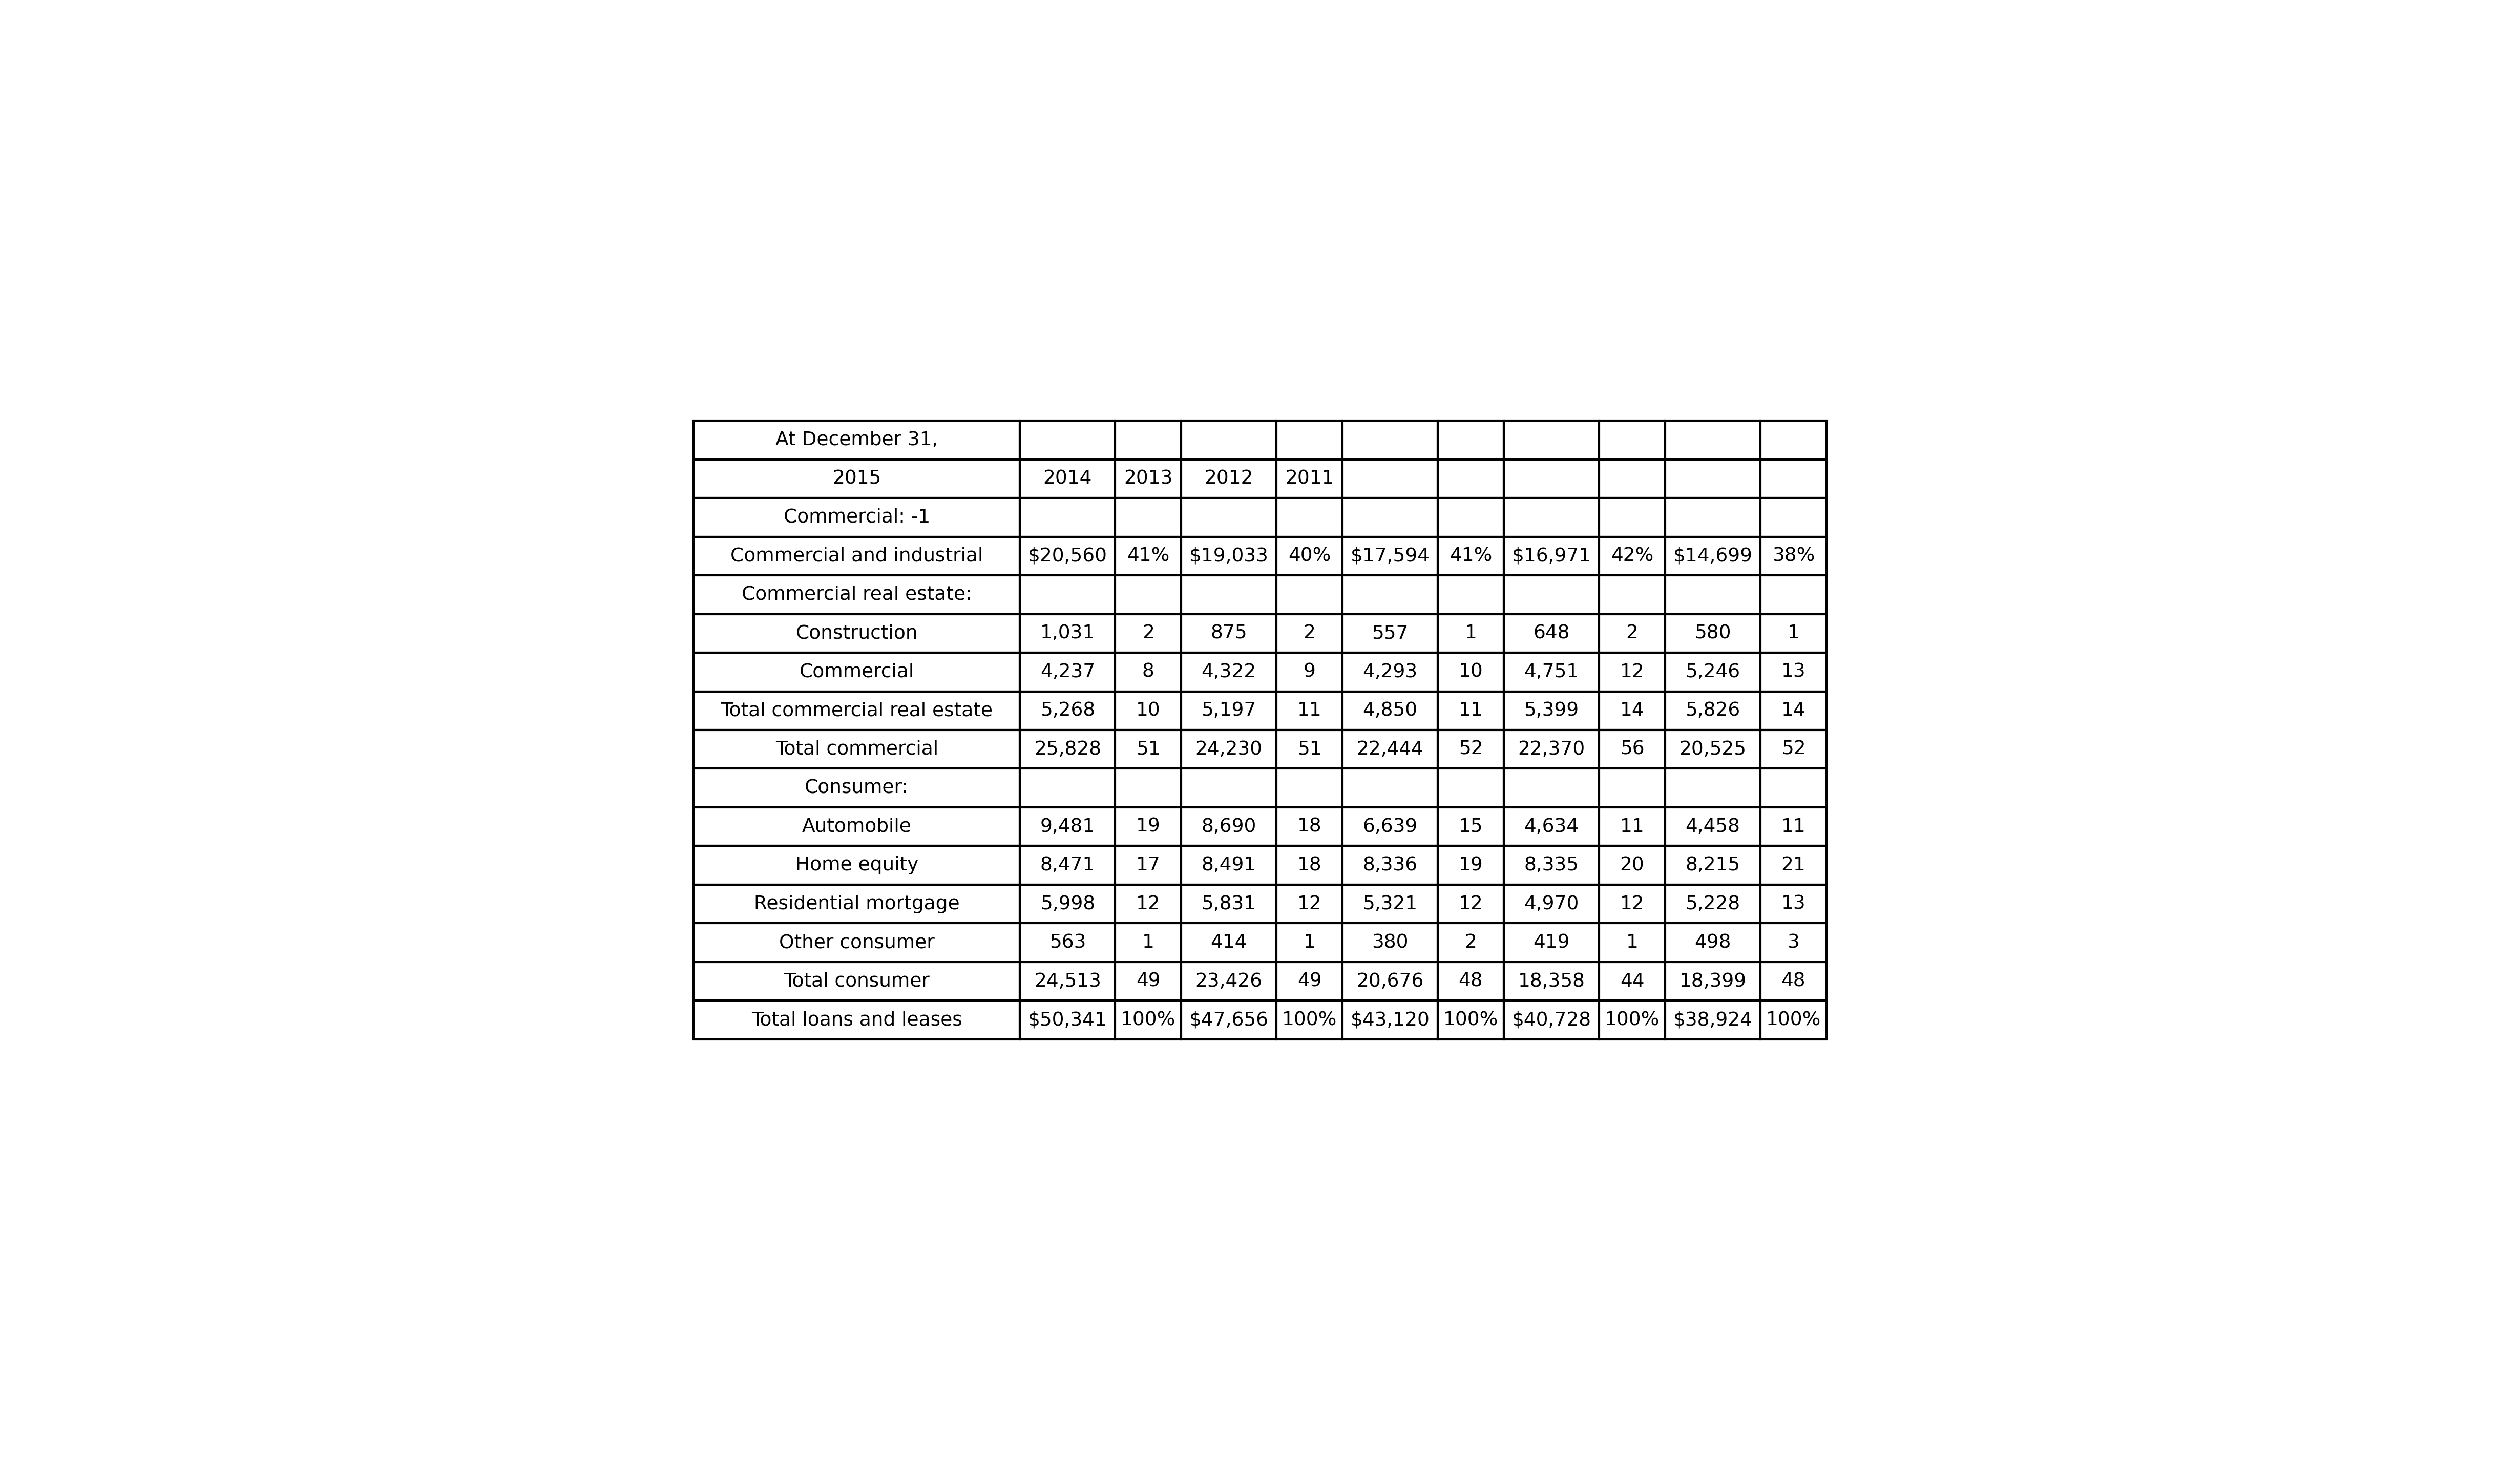 At December 31,
2015 2014 2013 2012 2011
Commercial: -1
Commercial and industrial $20,560 41% $19,033 40% $17,594 41% $16,971 42% $14,699 38%
Commercial real estate:
Construction 1,031 2 875 2 557 1 648 2 580 1
Commercial 4,237 8 4,322 9 4,293 10 4,751 12 5,246 13
Total commercial real estate 5,268 10 5,197 11 4,850 11 5,399 14 5,826 14
Total commercial 25,828 51 24,230 51 22,444 52 22,370 56 20,525 52
Consumer:
Automobile 9,481 19 8,690 18 6,639 15 4,634 11 4,458 11
Home equity 8,471 17 8,491 18 8,336 19 8,335 20 8,215 21
Residential mortgage 5,998 12 5,831 12 5,321 12 4,970 12 5,228 13
Other consumer 563 1 414 1 380 2 419 1 498 3
Total consumer 24,513 49 23,426 49 20,676 48 18,358 44 18,399 48
Total loans and leases $50,341 100% $47,656 100% $43,120 100% $40,728 100% $38,924 100%